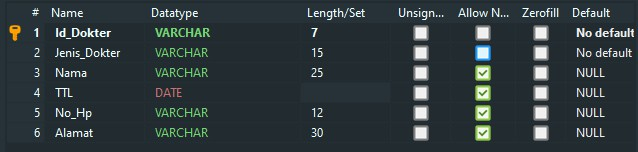 # Name Datatype Length/Set Unsign... Allow N... Zerofill Default
1 Id_Dokter VARCHAR 7 No default
2 Jenis_Dokter VARCHAR 15 No default
3 Nama VARCHAR 25 NULL
4 TTL DATE NULL
5 No_Hp VARCHAR 12 NULL
6 Alamat VARCHAR 30 NULL